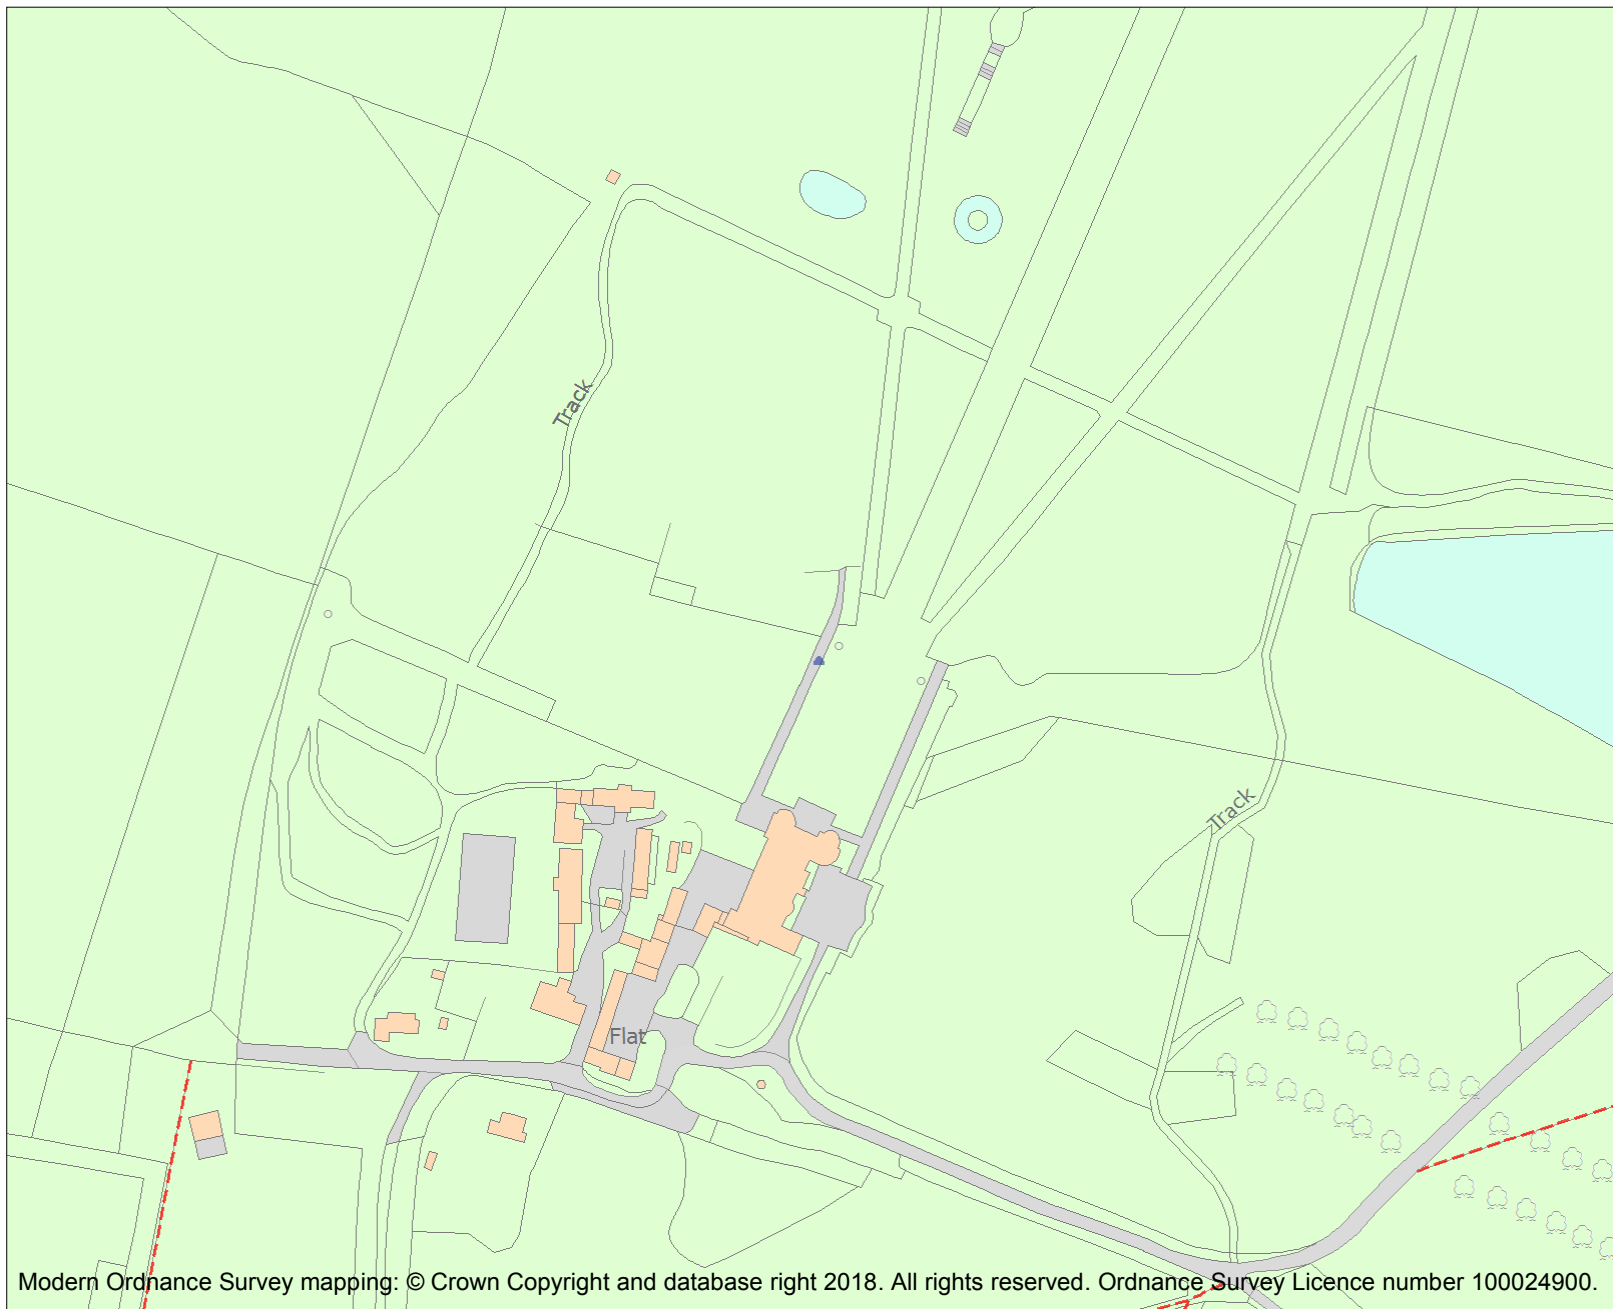 Track
Track
Flat
Modern Ordnance Survey mapping: © Crown Copyright and database right 2018. All rights reserved. Ordnance Survey Licence number 100024900.